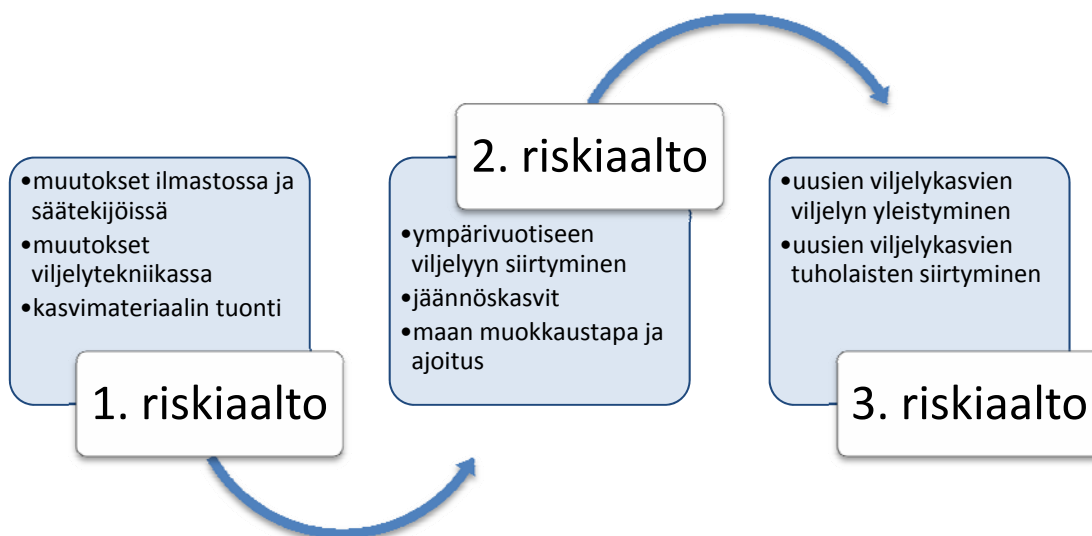 •muutokset ilmastossa ja
säätekijöissä
•muutokset
viljelytekniikassa
•kasvimateriaalin tuonti
1. riskiaalto
2. riskiaalto
•ympärivuotiseen
viljelyyn siirtyminen
•jäännöskasvit
•maan muokkaustapa ja
ajoitus
•uusien viljelykasvien
viljelyn yleistyminen
•uusien viljelykasvien
tuholaisten siirtyminen
3. riskiaalto